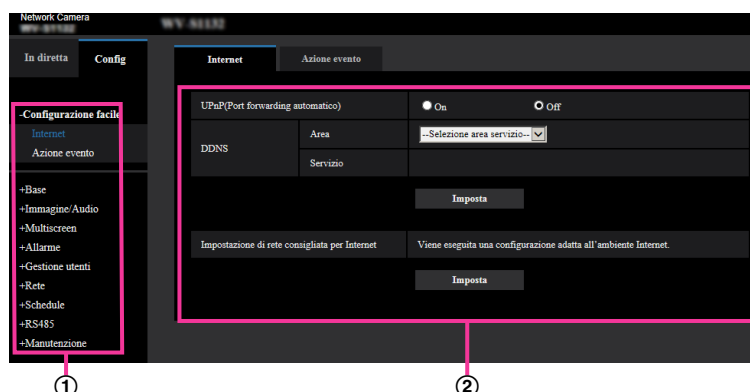 Network Camera
In diretta Config
Internet Azione evento
-Configurazione facile
Internet
Azione evento
+Base
+Immagine/Audio
+Multiscreen
+Allarme
+Gestione utenti
+Rete
+Schedule
+RS485
+Manutenzione
UPnP(Port forwarding automatico) On Off
DDNS
Area --Selezione area servizio--
Servizio
Imposta
Impostazione di rete consigliata per Internet Viene eseguita una configurazione adatta all'ambiente Internet.
Imposta
① ②